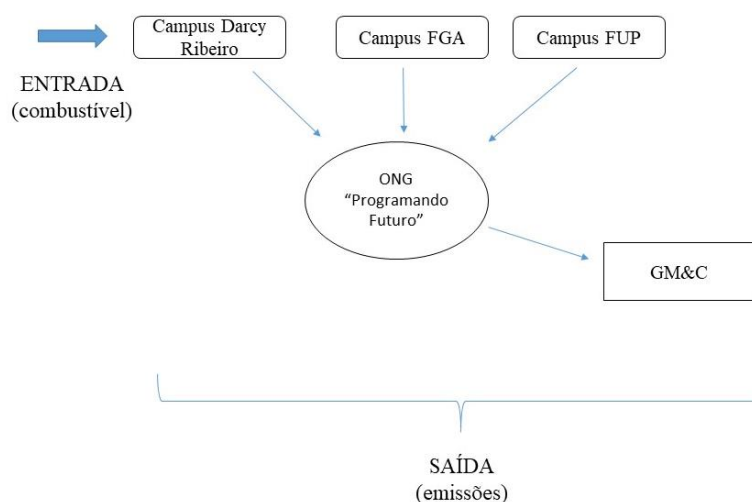 Campus Darcy
Ribeiro
Campus FGA
Campus FUP
ENTRADA
(combustível)
ONG
“Programando
Futuro”
GM&C
SAÍDA
(emissões)